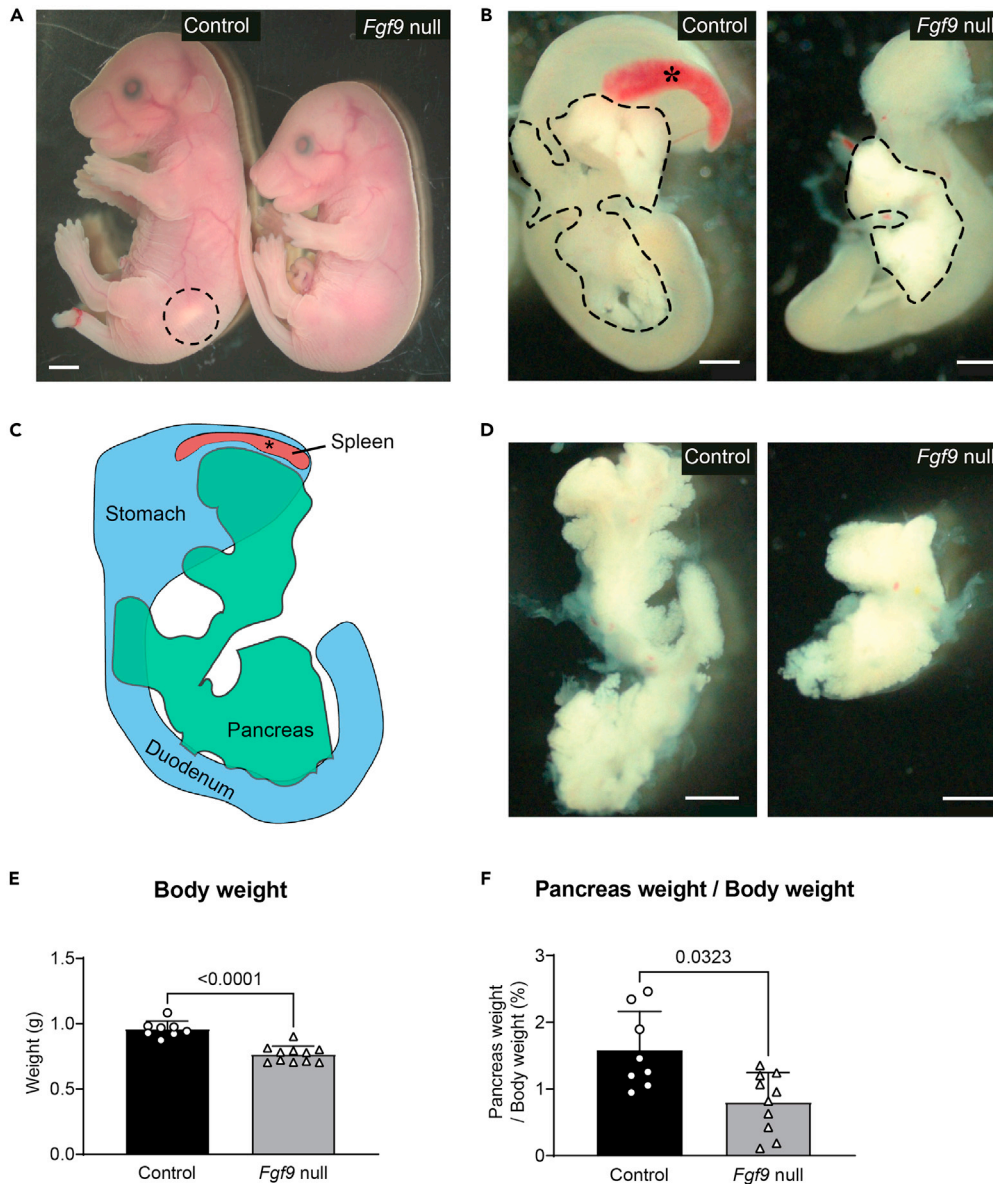 A
Control
Fgf9 null
B
Control
*
Fgf9 null
C
*
Spleen
Stomach
Pancreas
Duodenum
D
Control
Fgf9 null
E
Body weight
<0.0001
1.5
1.0
0.5
0.0
Weight (g)
Control
Fgf9 null
F
Pancreas weight / Body weight
0.0323
3
2
1
0
Pancreas weight
/ Body weight (%)
Control
Fgf9 null